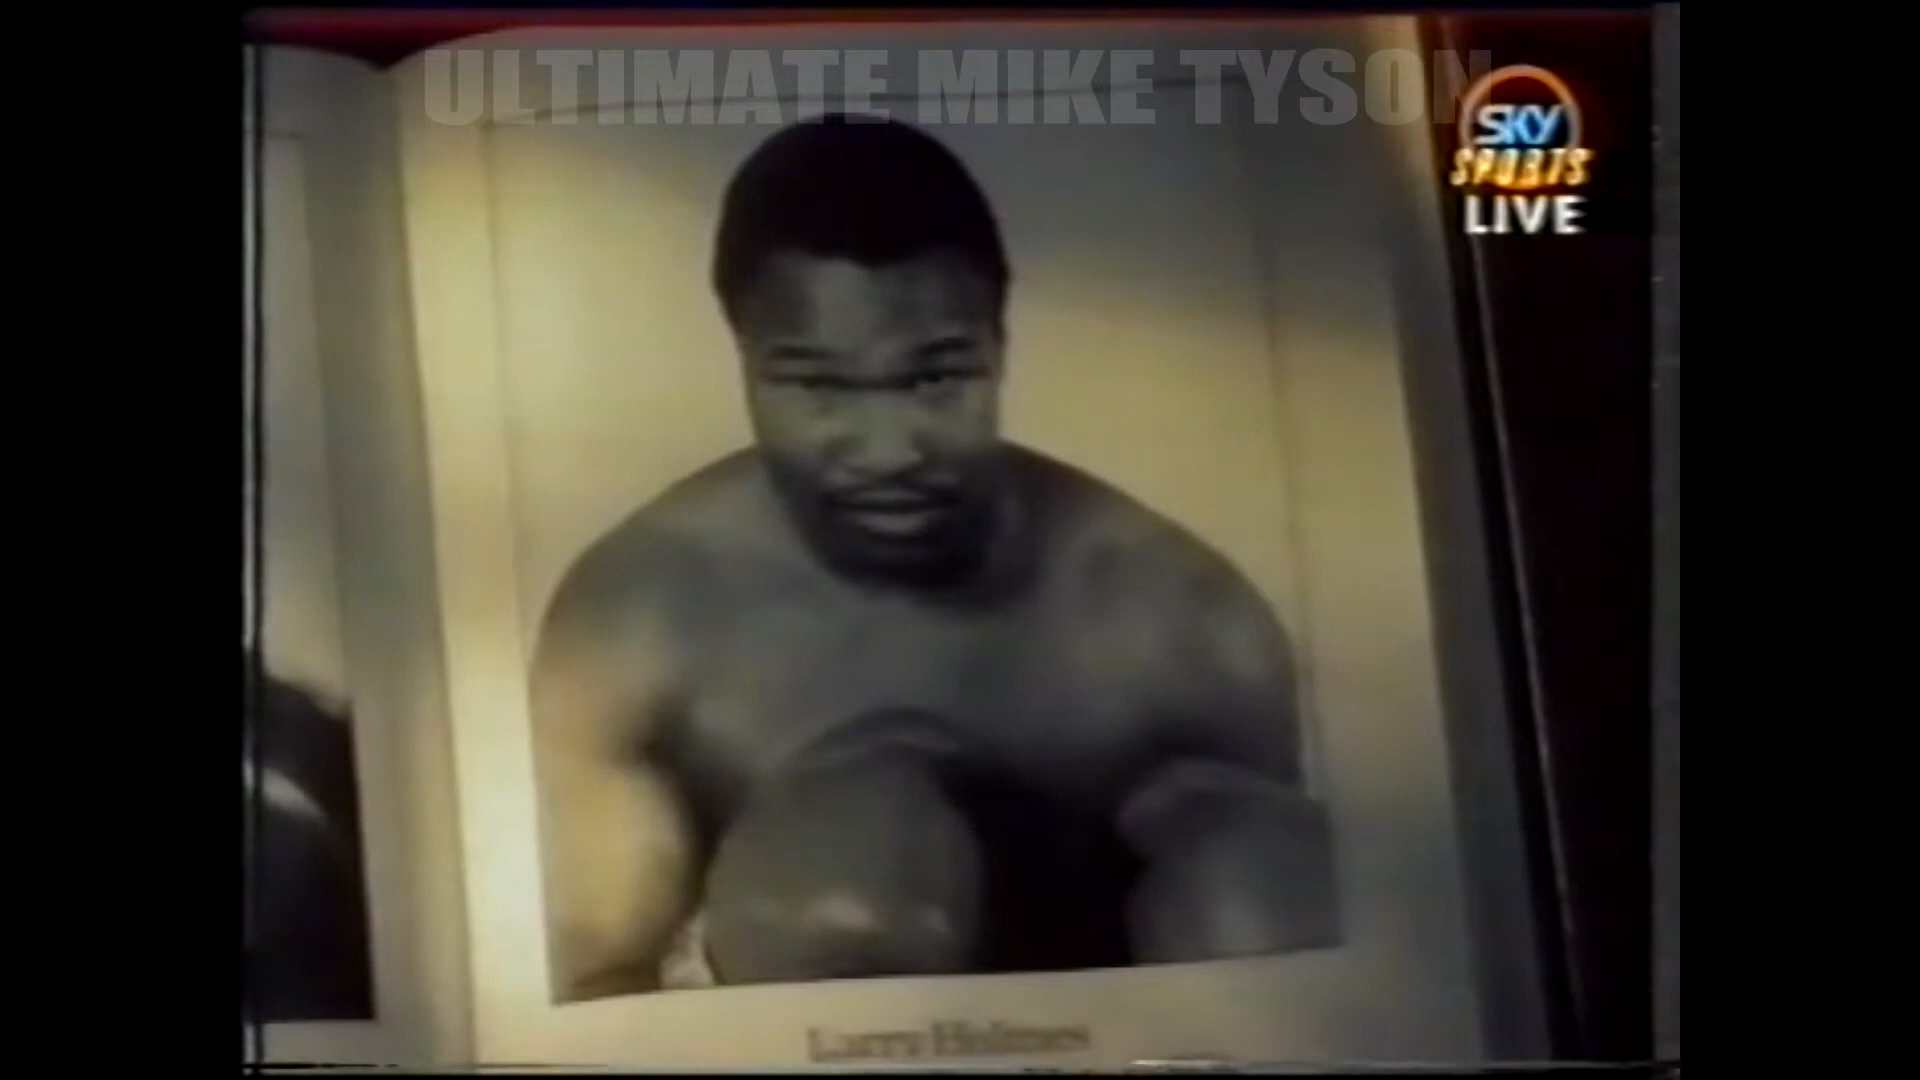 ULTIMATE MIKE TYSON
SKY
SPORTS
LIVE
Larry Holmes